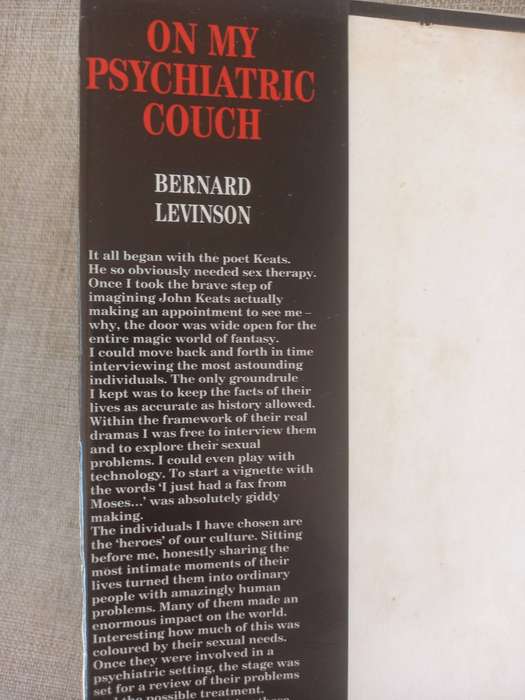 ON MY
PSYCHIATRIC
COUCH
BERNARD
LEVINSON
It all began with the poet Keats.
He so obviously needed sex therapy.
Once I took the brave step of
imagining John Keats actually
making an appointment to see me –
why, the door was wide open for the
entire magic world of fantasy.
I could move back and forth in time
interviewing the most astounding
individuals. The only groundrule
I kept was to keep the facts of their
lives as accurate as history allowed.
Within the framework of their real
dramas I was free to interview them
and to explore their sexual
problems. I could even play with
technology. To start a vignette with
the words ‘I just had a fax from
Moses...’ was absolutely giddy
making.
The individuals I have chosen are
the ‘heroes’ of our culture. Sitting
before me, honestly sharing the
most intimate moments of their
lives turned them into ordinary
people with amazingly human
problems. Many of them made an
enormous impact on the world.
Interesting how much of this was
coloured by their sexual needs.
Once they were involved in a
psychiatric setting, the stage was
set for a review of their problems
the possible treatment.